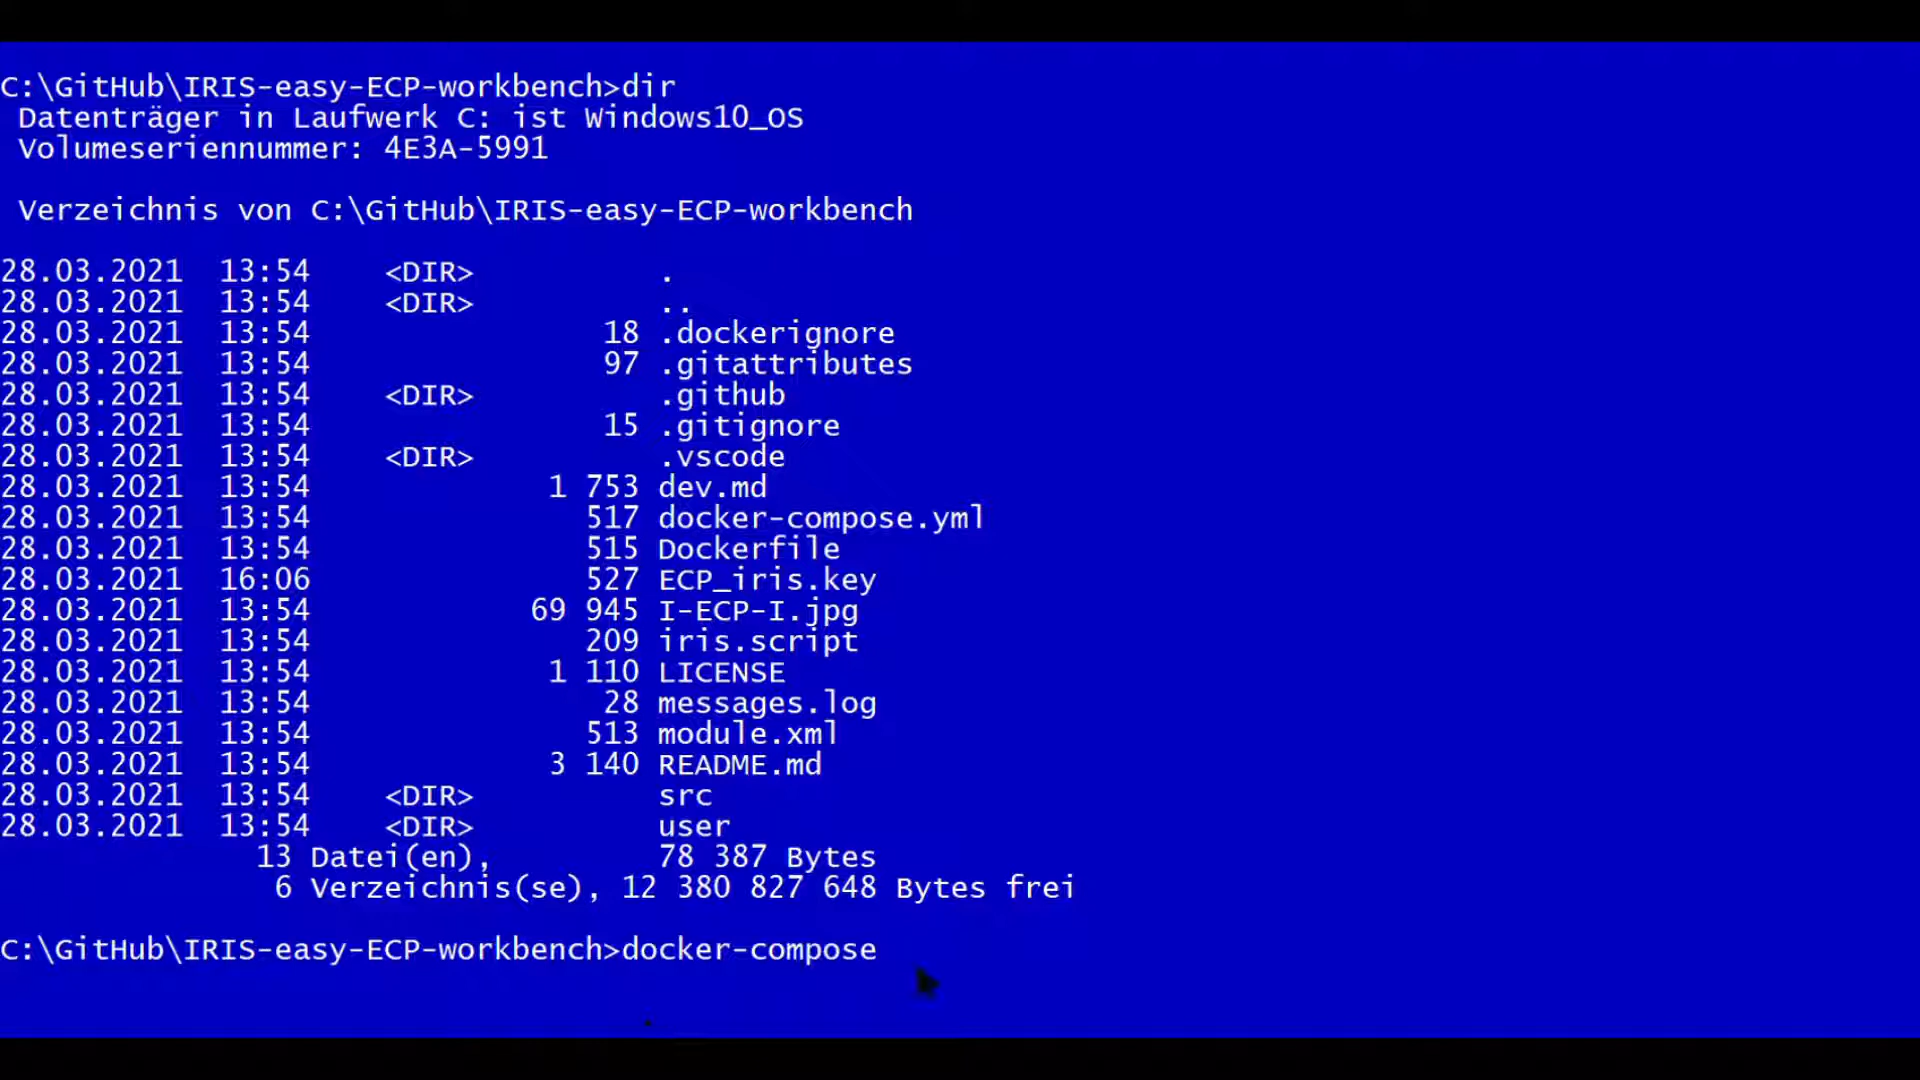 C:\GitHub\IRIS-easy-ECP-workbench>dir
Datenträger in Laufwerk C: ist Windows10_OS
Volumeseriennummer: 4E3A-5991
Verzeichnis von C:\GitHub\IRIS-easy-ECP-workbench
28.03.2021  13:54    <DIR>          .
28.03.2021  13:54    <DIR>          ..
28.03.2021  13:54                18 .dockerignore
28.03.2021  13:54                97 .gitattributes
28.03.2021  13:54    <DIR>          .github
28.03.2021  13:54                15 .gitignore
28.03.2021  13:54    <DIR>          .vscode
28.03.2021  13:54             1 753 dev.md
28.03.2021  13:54               517 docker-compose.yml
28.03.2021  13:54               515 Dockerfile
28.03.2021  16:06               527 ECP_iris.key
28.03.2021  13:54            69 945 I-ECP-I.jpg
28.03.2021  13:54               209 iris.script
28.03.2021  13:54             1 110 LICENSE
28.03.2021  13:54                28 messages.log
28.03.2021  13:54               513 module.xml
28.03.2021  13:54             3 140 README.md
28.03.2021  13:54    <DIR>          src
28.03.2021  13:54    <DIR>          user
13 Datei(en),         78 387 Bytes
6 Verzeichnis(se), 12 380 827 648 Bytes frei
C:\GitHub\IRIS-easy-ECP-workbench>docker-compose